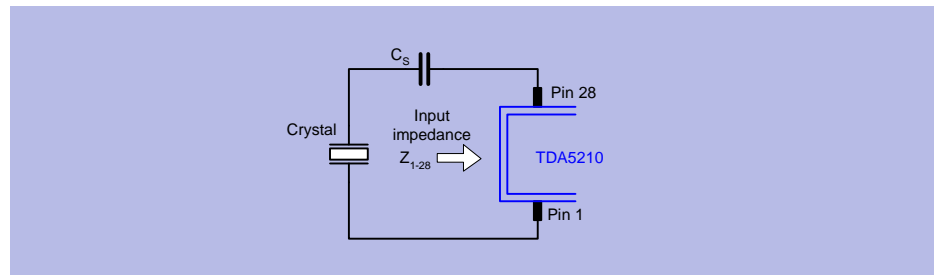 C_S
Pin 28
Input
impedance
Z_1-28
Crystal
TDA5210
Pin 1